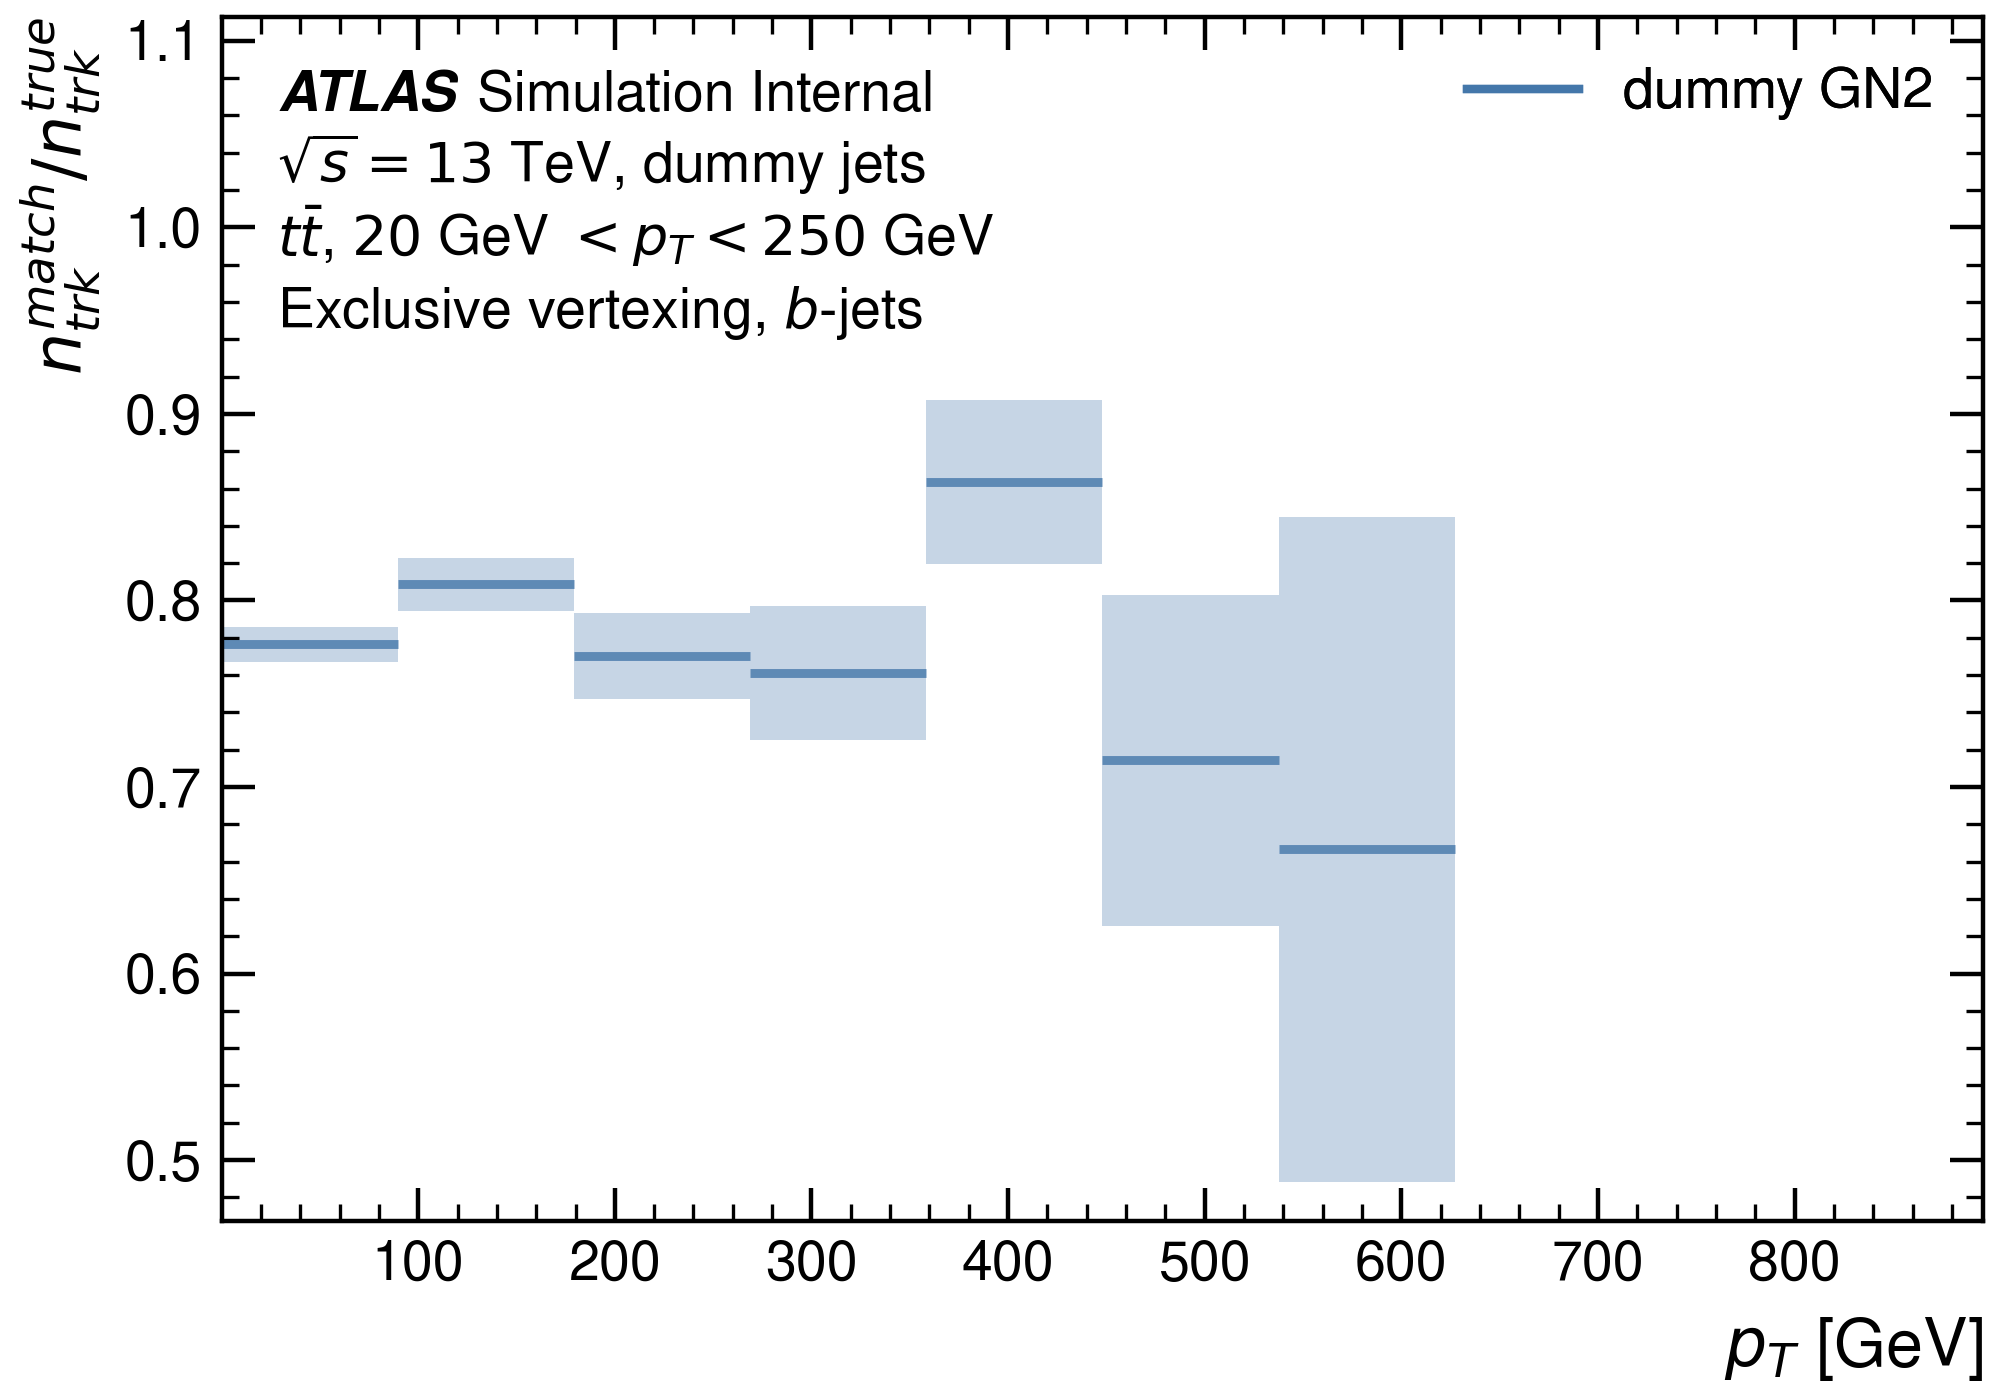 n_trk^match/n_trk^true
1.1
1.0
0.9
0.8
0.7
0.6
0.5
ATLAS Simulation Internal
√s = 13 TeV, dummy jets
tt̄, 20 GeV < p_T < 250 GeV
Exclusive vertexing, b-jets
dummy GN2
100 200 300 400 500 600 700 800
p_T [GeV]